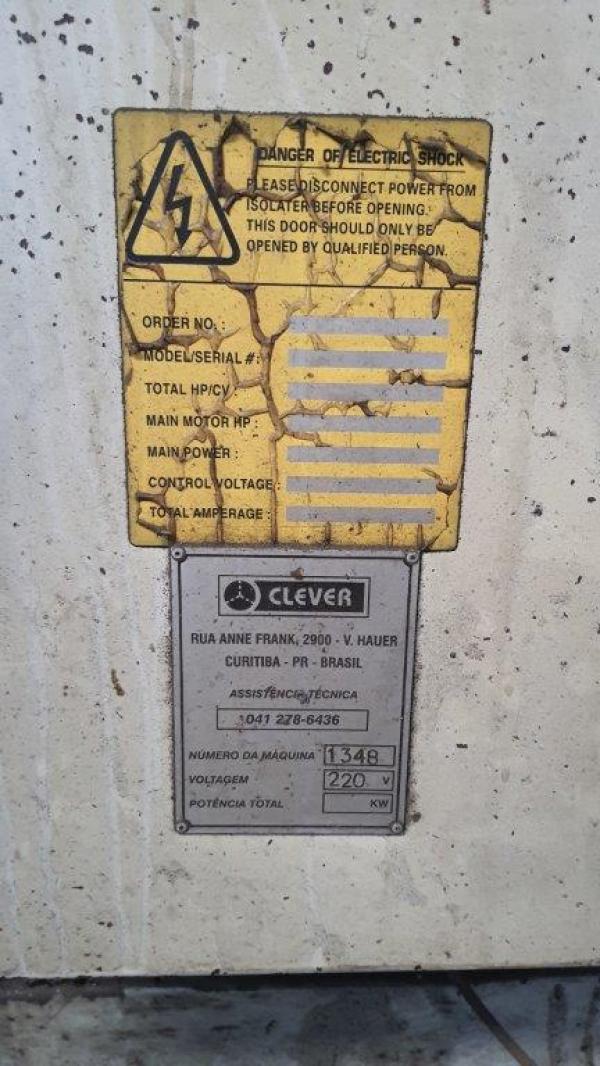 DANGER OF ELECTRIC SHOCK
PLEASE DISCONNECT POWER FROM
ISOLATER BEFORE OPENING.
THIS DOOR SHOULD ONLY BE
OPENED BY QUALIFIED PERSON.
ORDER NO. :
MODEL/SERIAL #:
TOTAL HP/CV
MAIN MOTOR HP :
MAIN POWER :
CONTROL VOLTAGE :
TOTAL AMPERAGE :
CLEVER
RUA ANNE FRANK, 2900 - V. HAUER
CURITIBA - PR - BRASIL
ASSISTÊNCIA TÉCNICA
041 278-6436
NÚMERO DA MÁQUINA 1348
VOLTAGEM 220 V
POTÊNCIA TOTAL KW